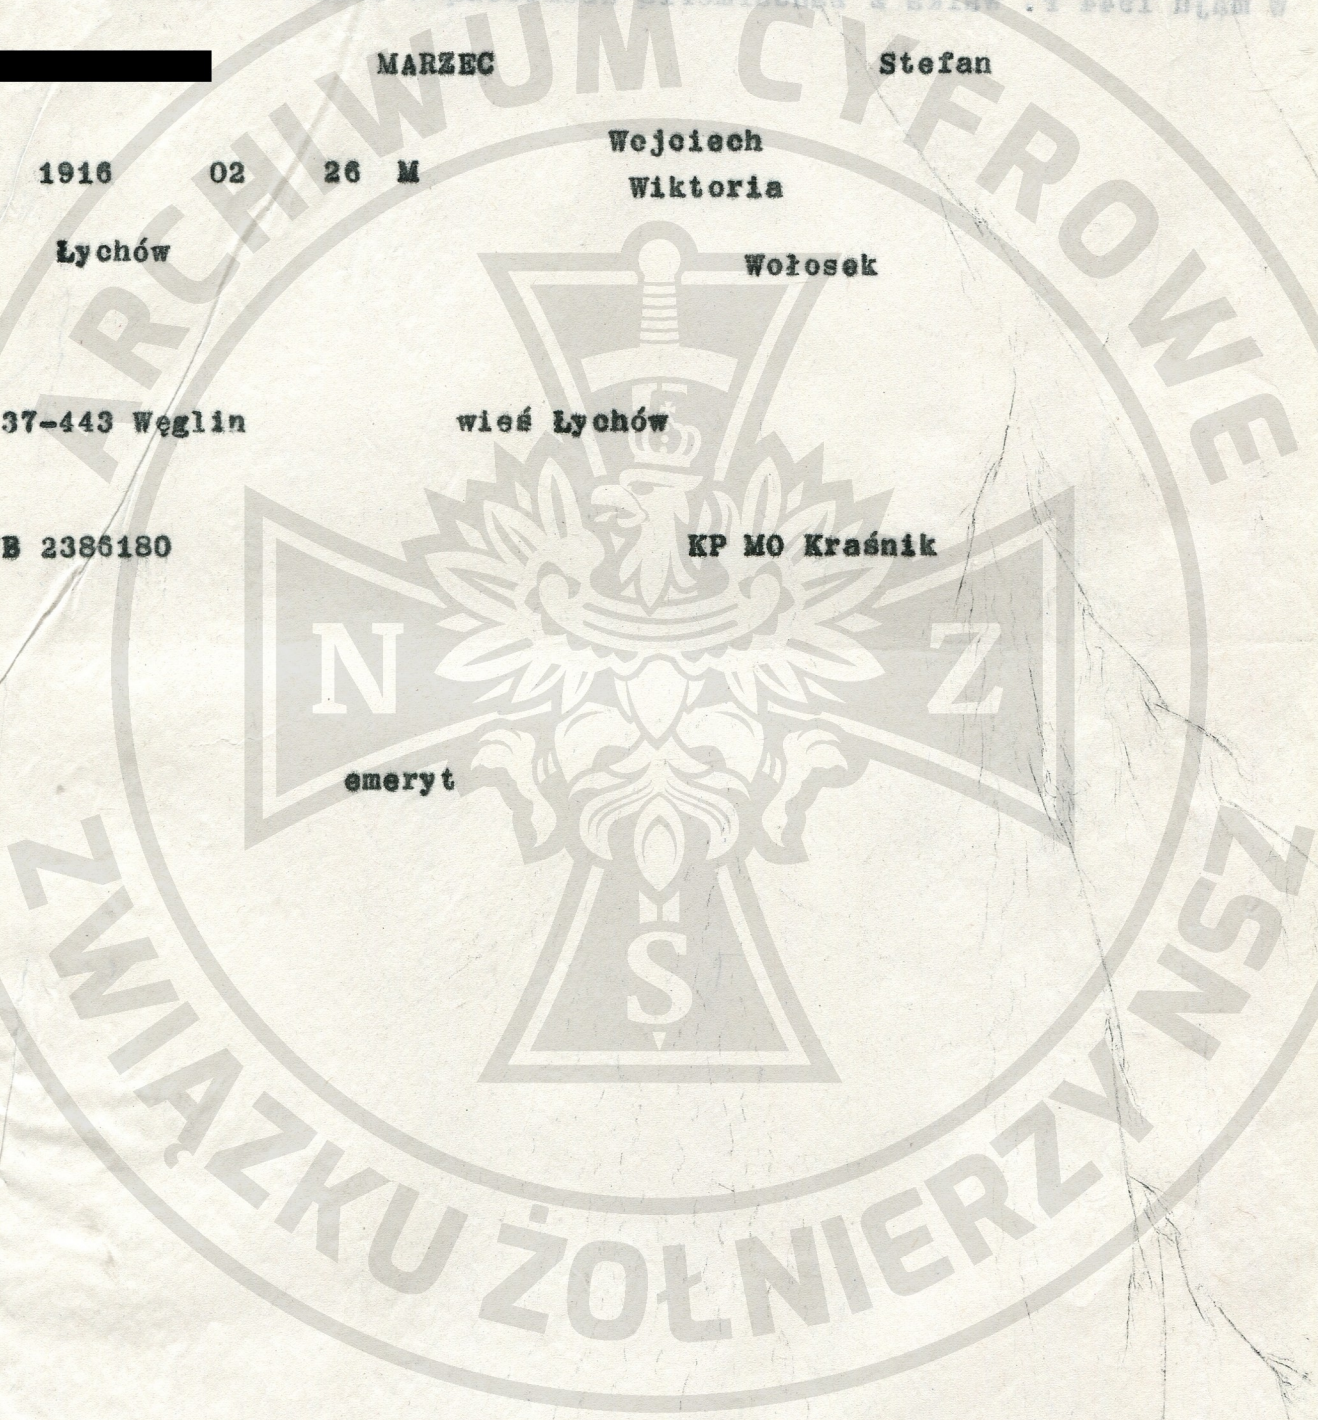 MARZEC Stefan
Wojciech
1916 02 26 M
Wiktoria
Łychów
Wołosek
37-443 Węglin wieś Łychów
B 2386180 KP MO Kraśnik
emeryt
ARCHIWUM CYFROWE
ZWIĄZKU ŻOŁNIERZY NSZ
N Z
S